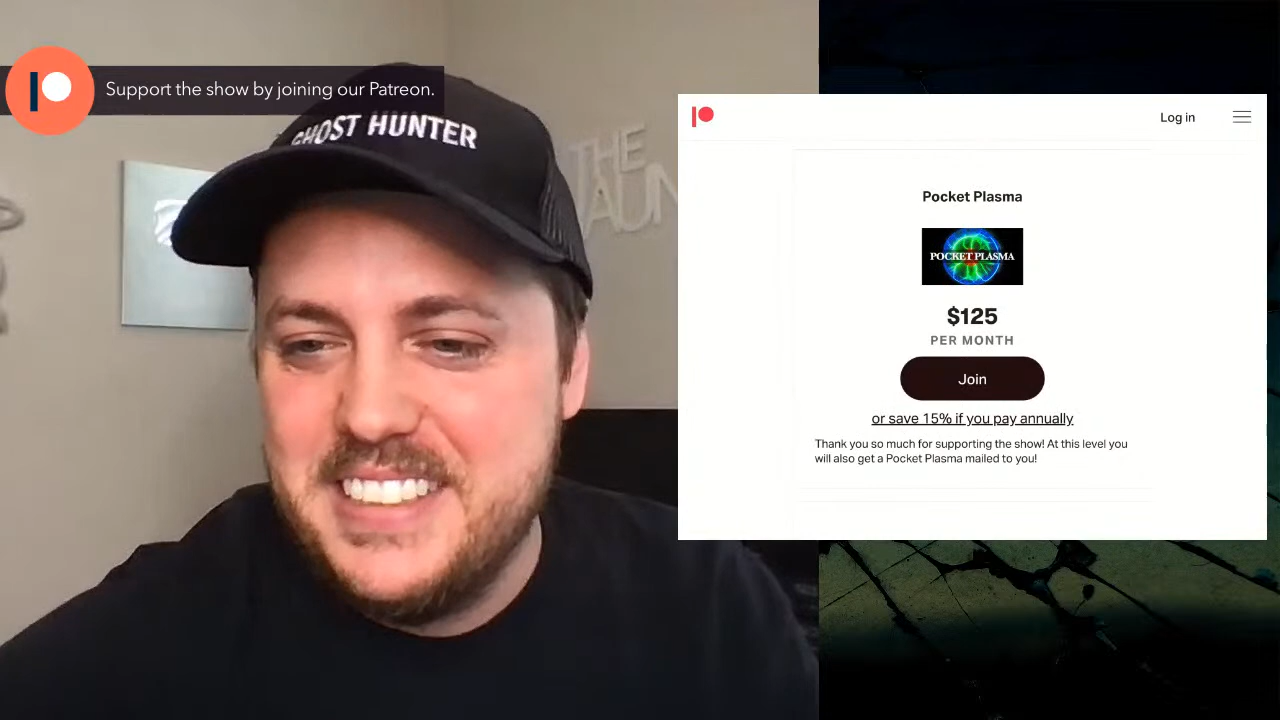 Support the show by joining our Patreon.
GHOST HUNTER
THE
Log in
Pocket Plasma
POCKET PLASMA
$125
PER MONTH
Join
or save 15% if you pay annually
Thank you so much for supporting the show! At this level you
will also get a Pocket Plasma mailed to you!